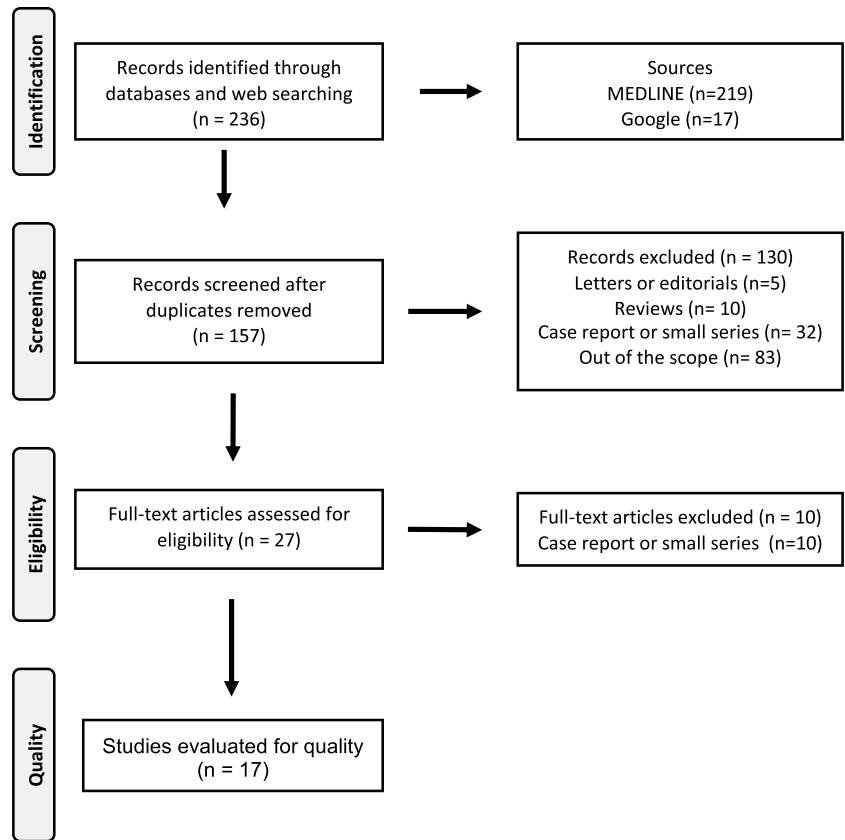 Identification
Records identified through
databases and web searching
(n = 236)
Sources
MEDLINE (n=219)
Google (n=17)
Screening
Records screened after
duplicates removed
(n = 157)
Records excluded (n = 130)
Letters or editorials (n=5)
Reviews (n= 10)
Case report or small series (n= 32)
Out of the scope (n= 83)
Eligibility
Full-text articles assessed for
eligibility (n = 27)
Full-text articles excluded (n = 10)
Case report or small series (n=10)
Quality
Studies evaluated for quality
(n = 17)